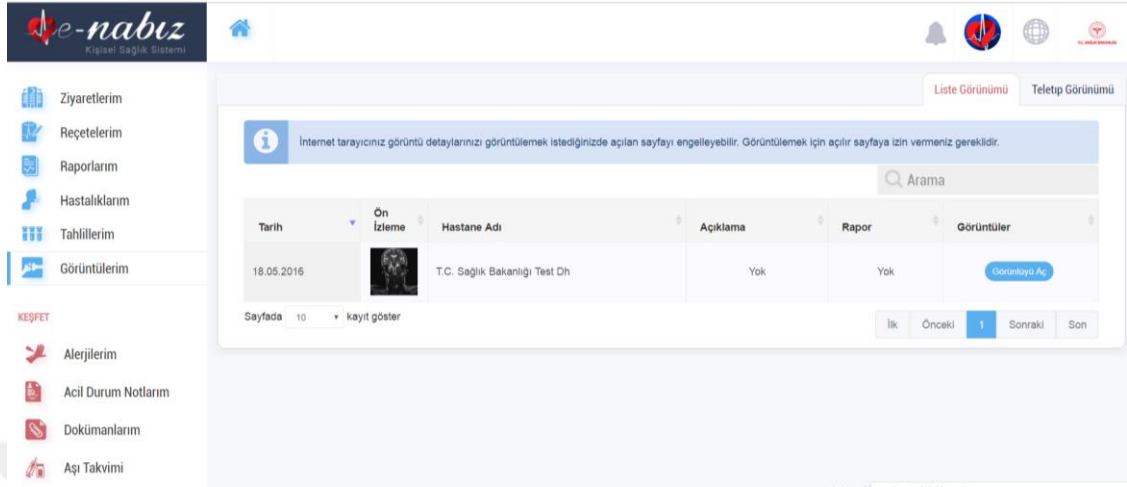 e-nabız
Kişisel Sağlık Sistemi
T.C. SAĞLIK BAKANLIĞI
Ziyaretlerim
Reçetelerim
Raporlarım
Hastalıklarım
Tahlillerim
Görüntülerim
KEŞFET
Alerjilerim
Acil Durum Notlarım
Dokümanlarım
Aşı Takvimi
Liste Görünümü Teletıp Görünümü
İnternet tarayıcınız görüntü detaylarınızı görüntülemek istediğinizde açılan sayfayı engelleyebilir. Görüntülemek için açılır sayfaya izin vermeniz gereklidir.
Arama
Tarih Ön İzleme Hastane Adı Açıklama Rapor Görüntüler
18.05.2016 T.C. Sağlık Bakanlığı Test Dh Yok Yok Görüntüyü Aç
Sayfada 10 kayıt göster
İlk Önceki 1 Sonraki Son